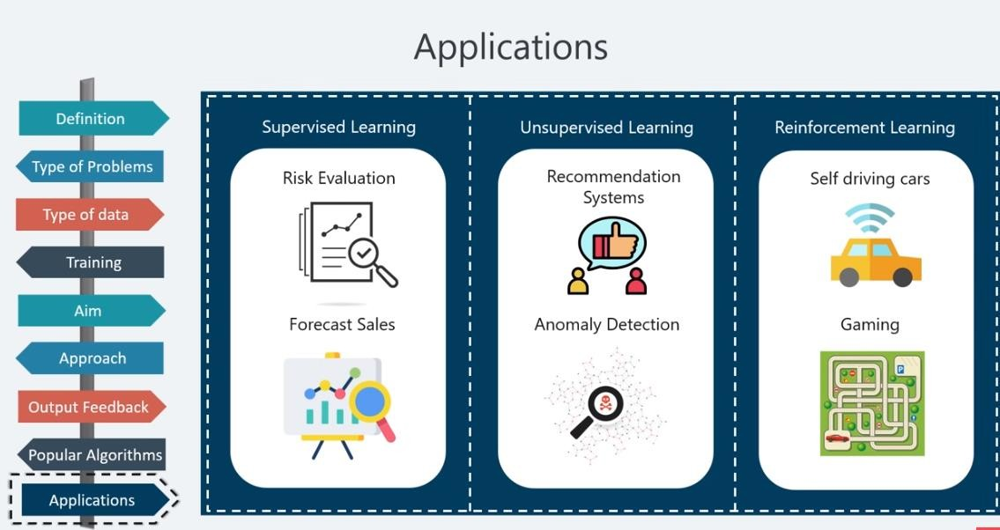 Applications
Definition
Type of Problems
Type of data
Training
Aim
Approach
Output Feedback
Popular Algorithms
Applications
Supervised Learning
Risk Evaluation
Forecast Sales
Unsupervised Learning
Recommendation
Systems
Anomaly Detection
Reinforcement Learning
Self driving cars
Gaming
P